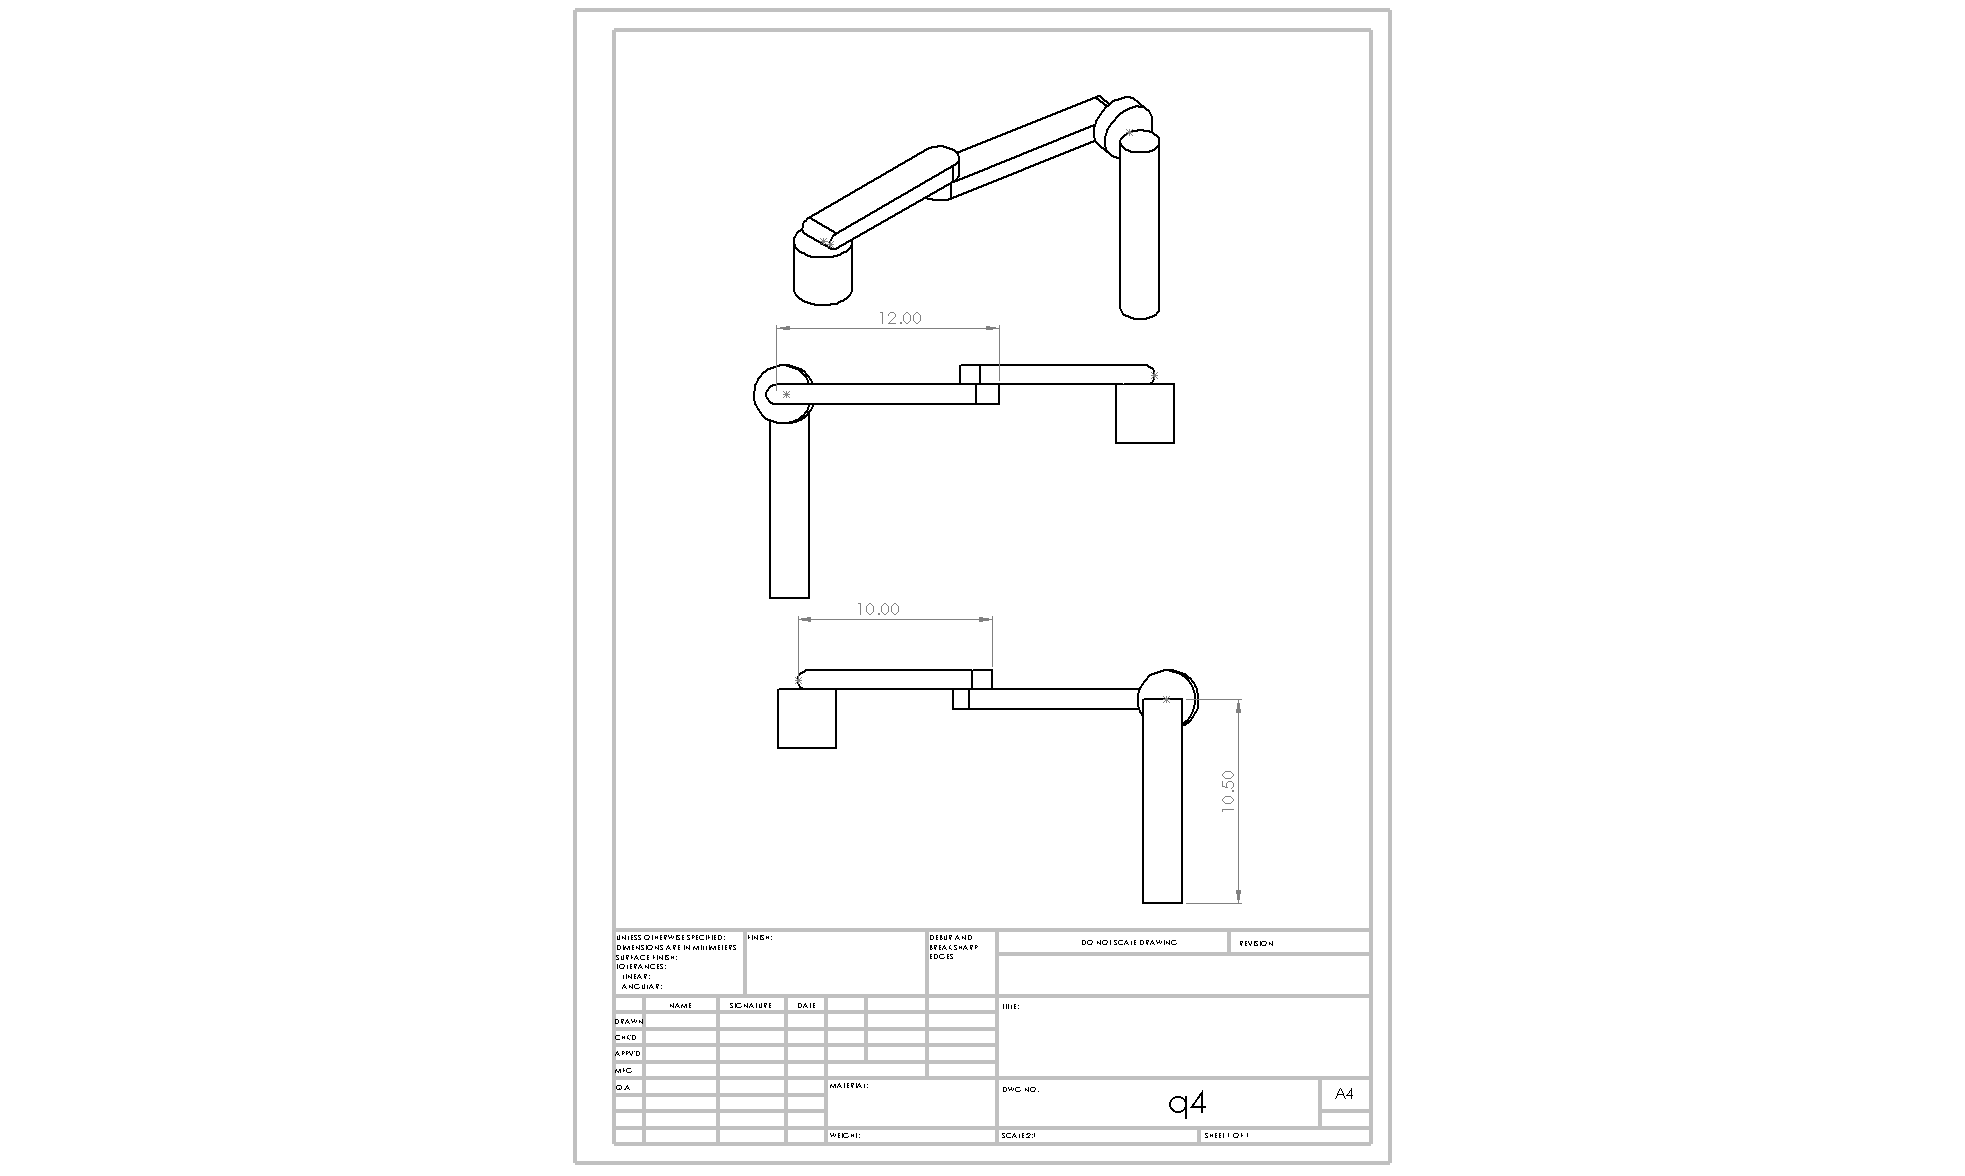 12.00
10.00
10.50
UNLESS OTHERWISE SPECIFIED:
DIMENSIONS ARE IN MILLIMETERS
SURFACE FINISH:
TOLERANCES:
LINEAR:
ANGULAR:
FINISH:
DEBUR AND
BREAK SHARP
EDGES
DO NOT SCALE DRAWING
REVISION
NAME
SIGNATURE
DATE
TITLE:
DRAWN
CHK'D
APPV'D
MFG
Q.A
MATERIAL:
DWG NO.
q4
A4
WEIGHT:
SCALE:2:1
SHEET 1 OF 1